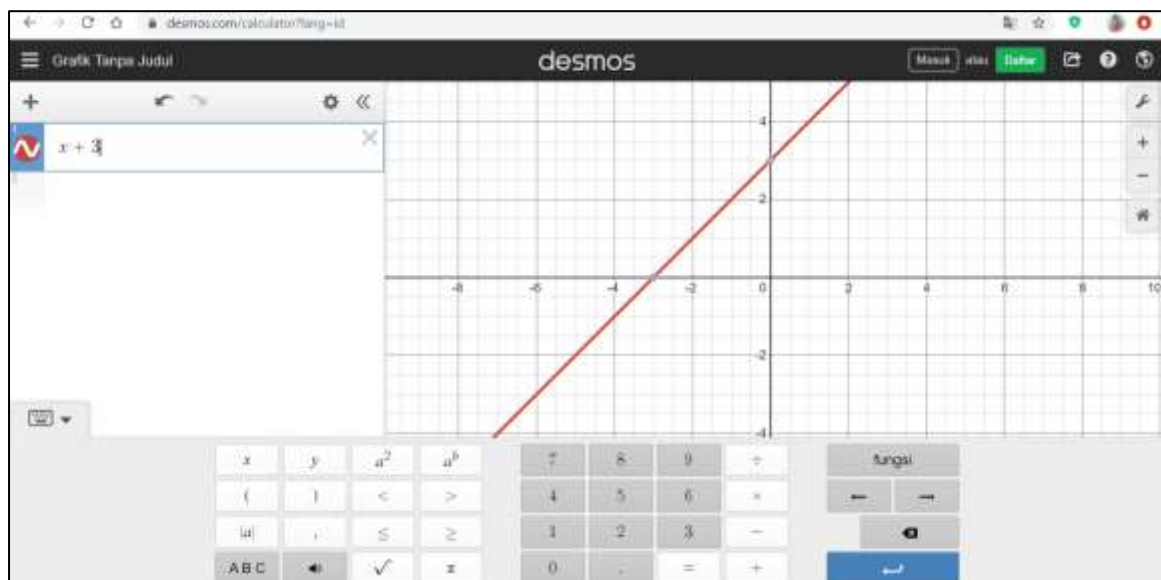 desmos.com/calculator?lang=id
Grafik Tanpa Judul
desmos
Masuk atau Daftar
x + 3
4
2
-8 -6 -4 -2 0 2 4 6 8 10
-2
-4
x y a² aᵇ 7 8 9 ÷ fungsi
( ) < > 4 5 6 × ← →
|a| , ≤ ≥ 1 2 3 −
A B C √ π 0 . = +